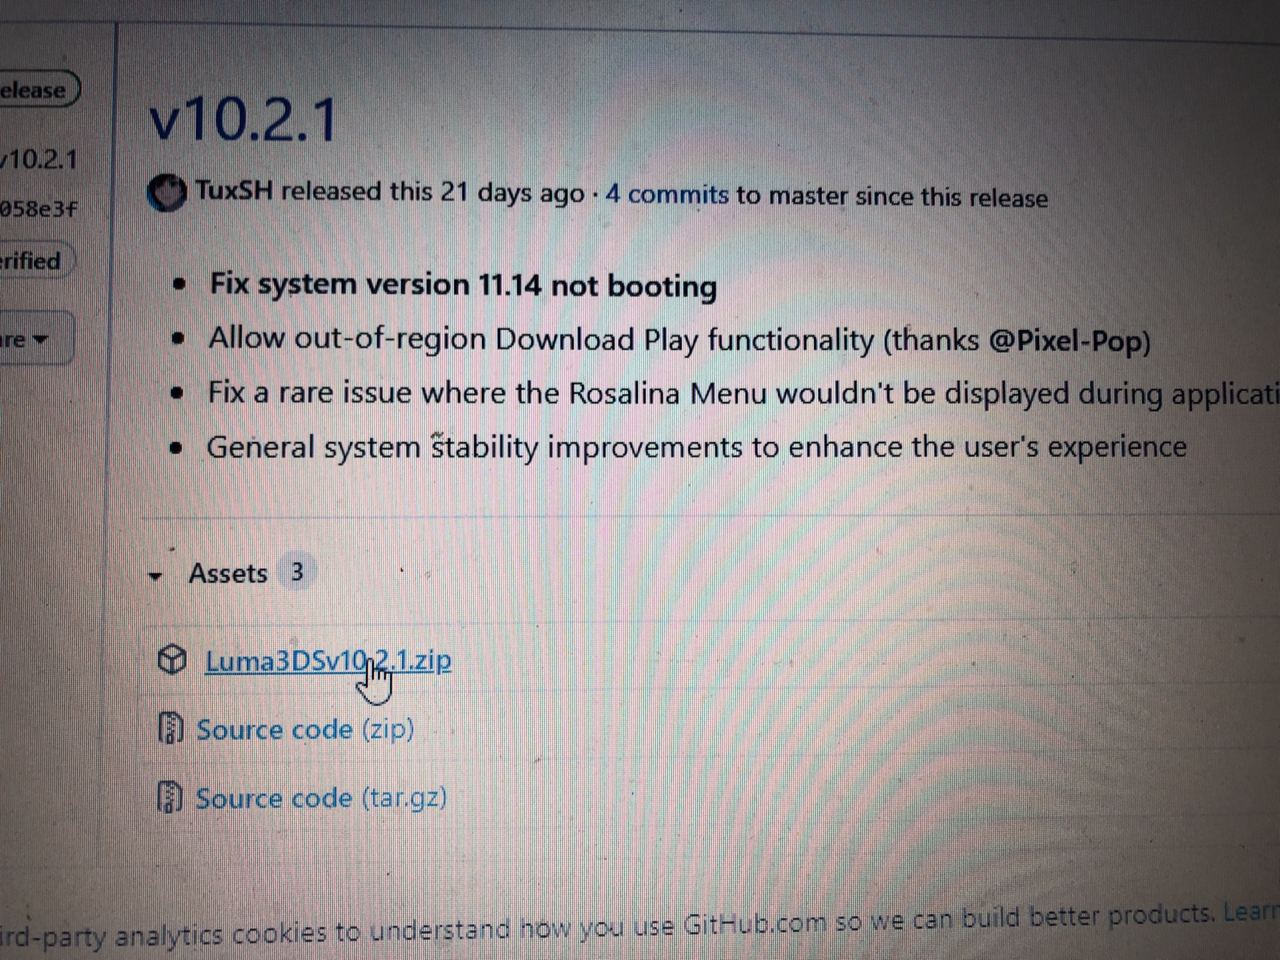 elease
v10.2.1
058e3f
erified
are
v10.2.1
TuxSH released this 21 days ago · 4 commits to master since this release
• Fix system version 11.14 not booting
• Allow out-of-region Download Play functionality (thanks @Pixel-Pop)
• Fix a rare issue where the Rosalina Menu wouldn't be displayed during applicati
• General system stability improvements to enhance the user's experience
Assets 3
Luma3DSv10.2.1.zip
Source code (zip)
Source code (tar.gz)
ird-party analytics cookies to understand how you use GitHub.com so we can build better products. Learn